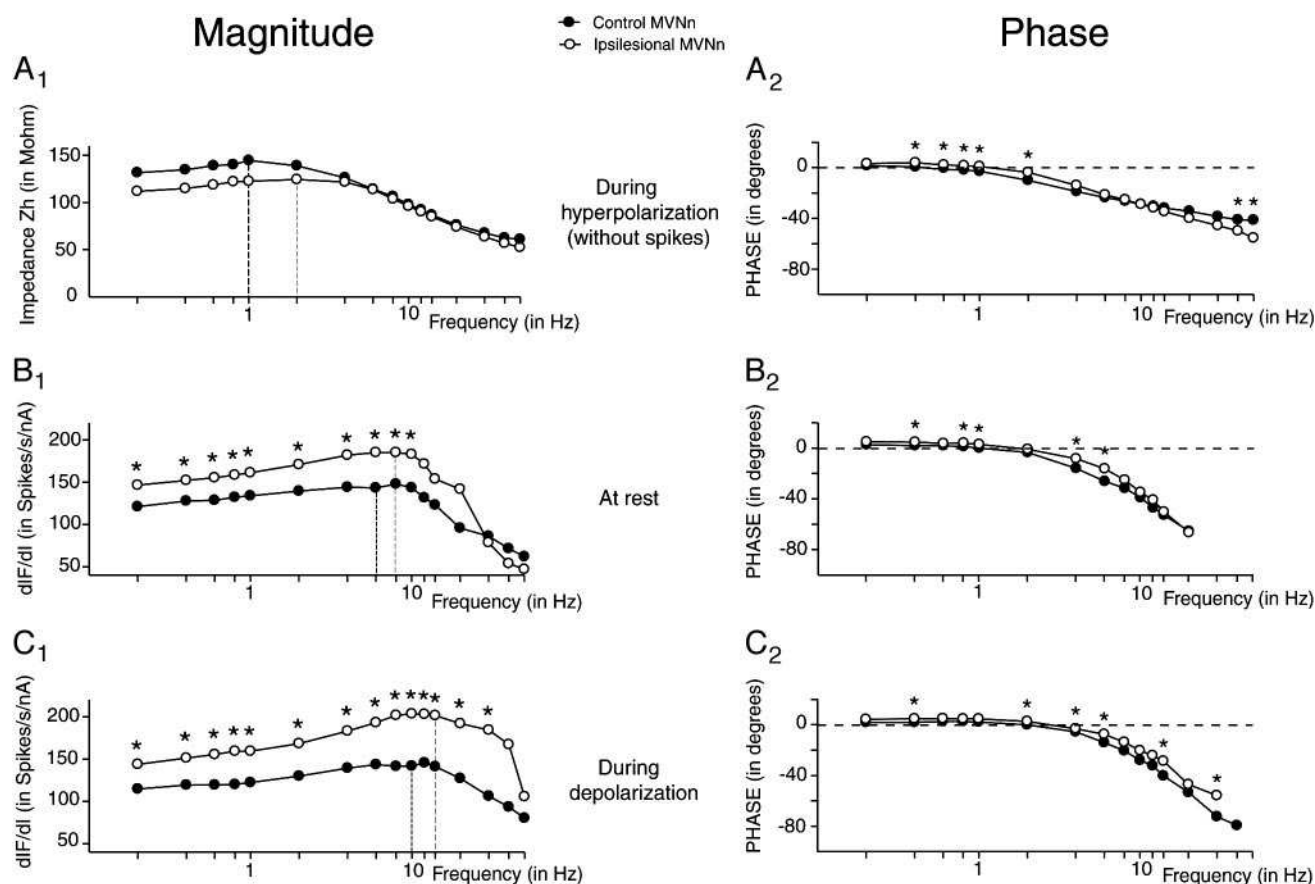 Magnitude
Control MVNn
Ipsilesional MVNn
Phase
A1
Impedance Zh (in Mohm)
150
100
50
0
1
10
Frequency (in Hz)
During
hyperpolarization
(without spikes)
A2
PHASE (in degrees)
0
-40
-80
* * * * * * *
1
10
Frequency (in Hz)
B1
dIF/dI (in Spikes/s/nA)
200
150
100
50
* * * * * * * * * *
1
10
Frequency (in Hz)
At rest
B2
PHASE (in degrees)
0
-40
-80
* * * * *
1
10
Frequency (in Hz)
C1
dIF/dI (in Spikes/s/nA)
200
150
100
50
* * * * * * * * * * * * * *
1
10
Frequency (in Hz)
During
depolarization
C2
PHASE (in degrees)
0
-40
-80
* * * * * *
1
10
Frequency (in Hz)